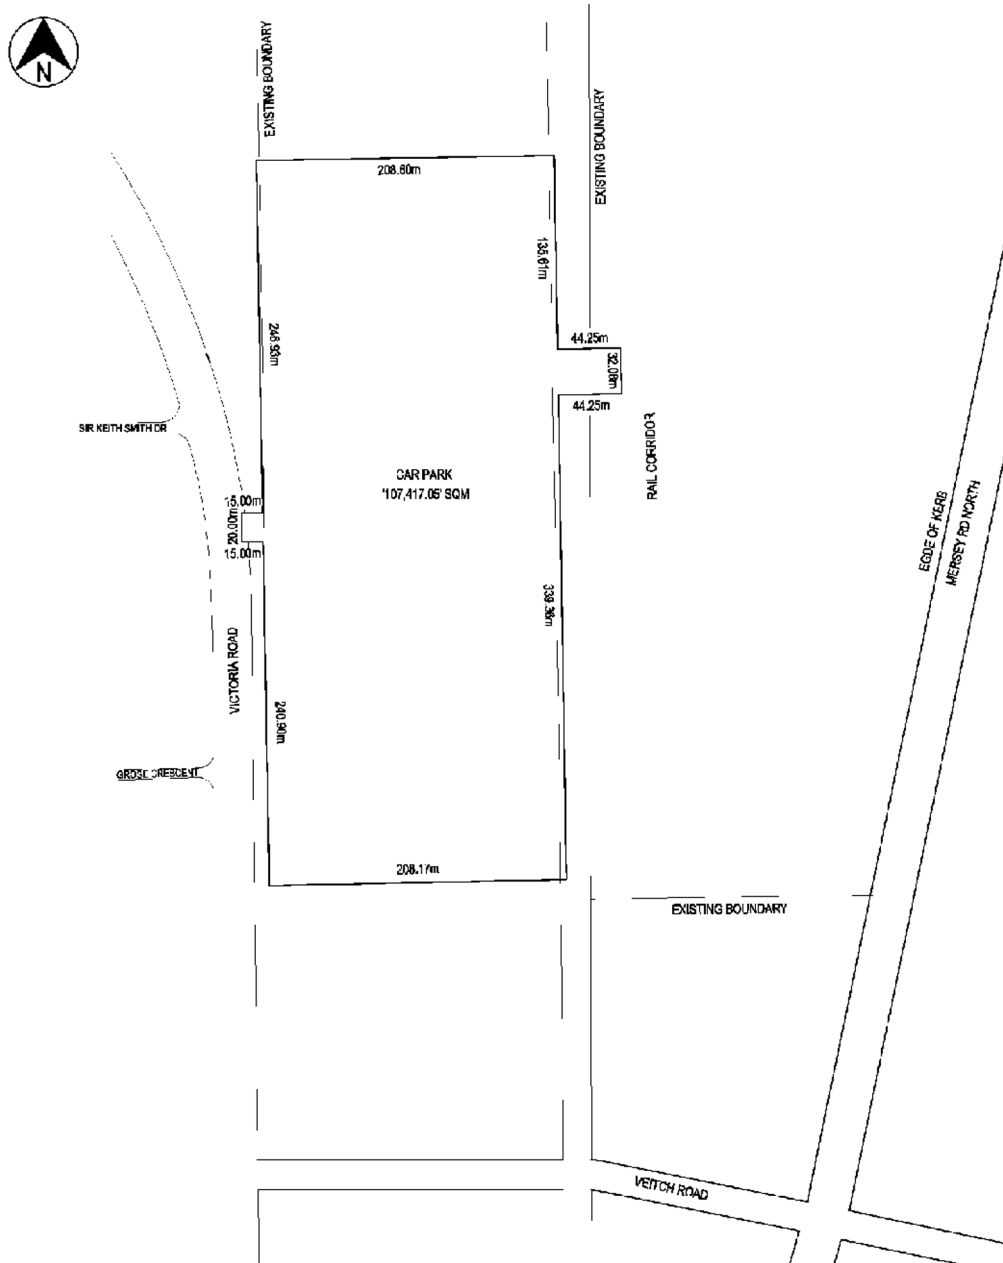 N
EXISTING BOUNDARY
EXISTING BOUNDARY
208.60m
135.61m
246.93m
44.25m
32.08m
44.25m
SIR KEITH SMITH DR
RAIL CORRIDOR
CAR PARK
'107,417.05' SQM
15.00m
20.00m
15.00m
EGDE OF KERB
MERSEY RD NORTH
339.36m
VICTORIA ROAD
240.90m
GROSE CRESCENT
208.17m
EXISTING BOUNDARY
VEITCH ROAD